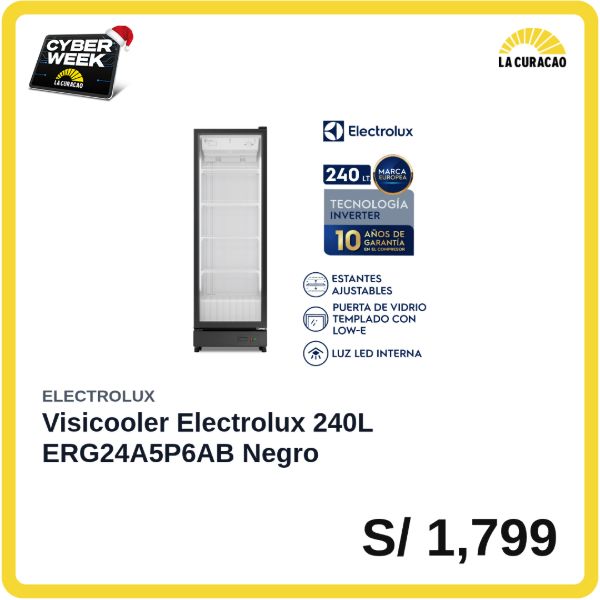 CYBER
WEEK
LA CURACAO
LA CURACAO
Electrolux
240 LT.
MARCA
EUROPEA
TECNOLOGÍA
INVERTER
10 AÑOS DE
GARANTÍA
EN EL COMPRESOR
ESTANTES
AJUSTABLES
PUERTA DE VIDRIO
TEMPLADO CON
LOW-E
LUZ LED INTERNA
ELECTROLUX
Visicooler Electrolux 240L
ERG24A5P6AB Negro
S/ 1,799